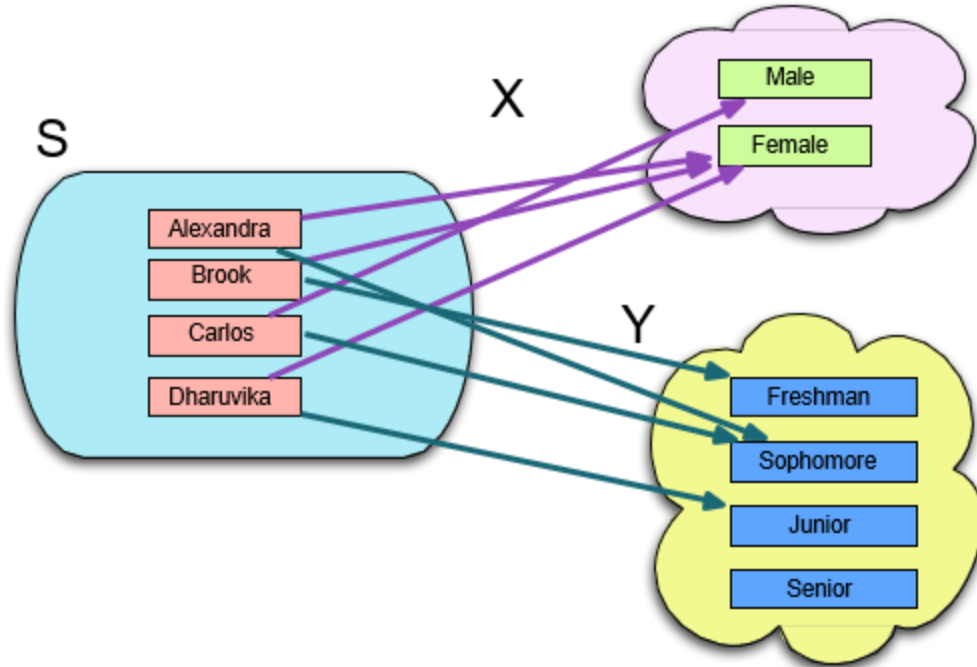 S
Alexandra
Brook
Carlos
Dharuvika
X
Male
Female
Y
Freshman
Sophomore
Junior
Senior